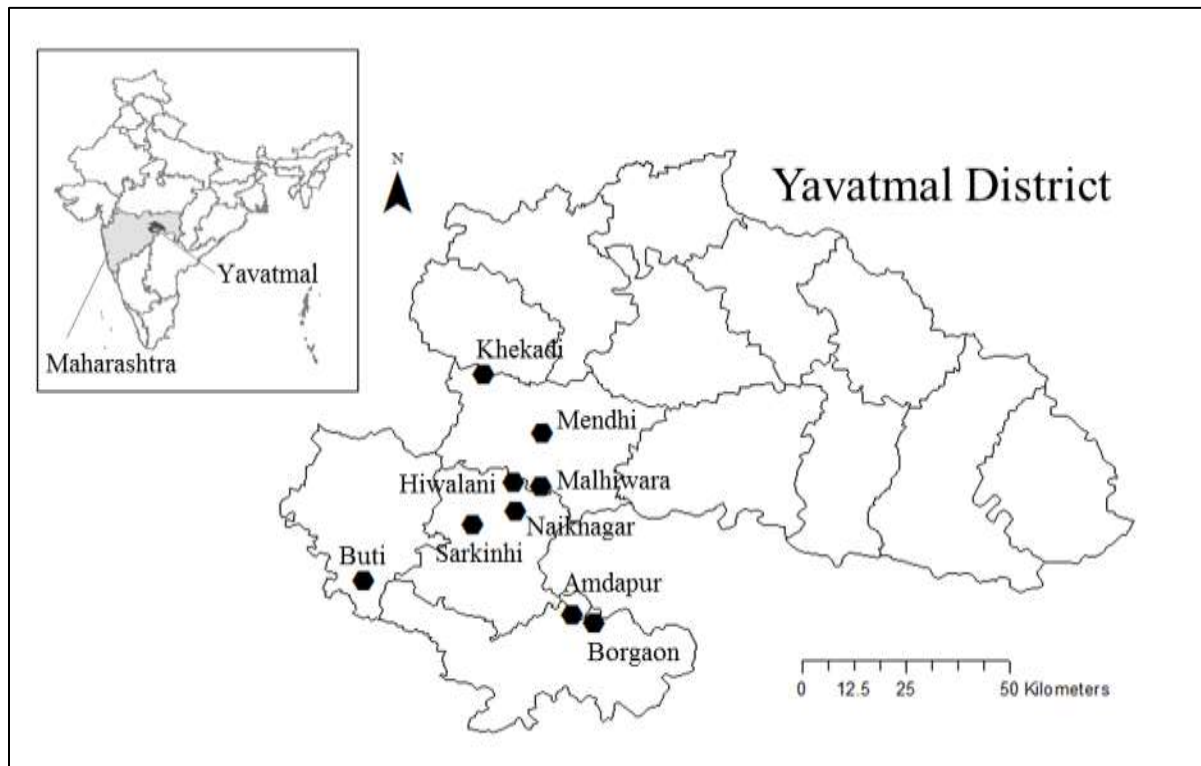 N
Yavatmal District
Yavatmal
Maharashtra
Khekadi
Mendhi
Hiwalani
Malhiwara
Naiknagar
Sarkinhi
Buti
Amdapur
Borgaon
0 12.5 25 50 Kilometers